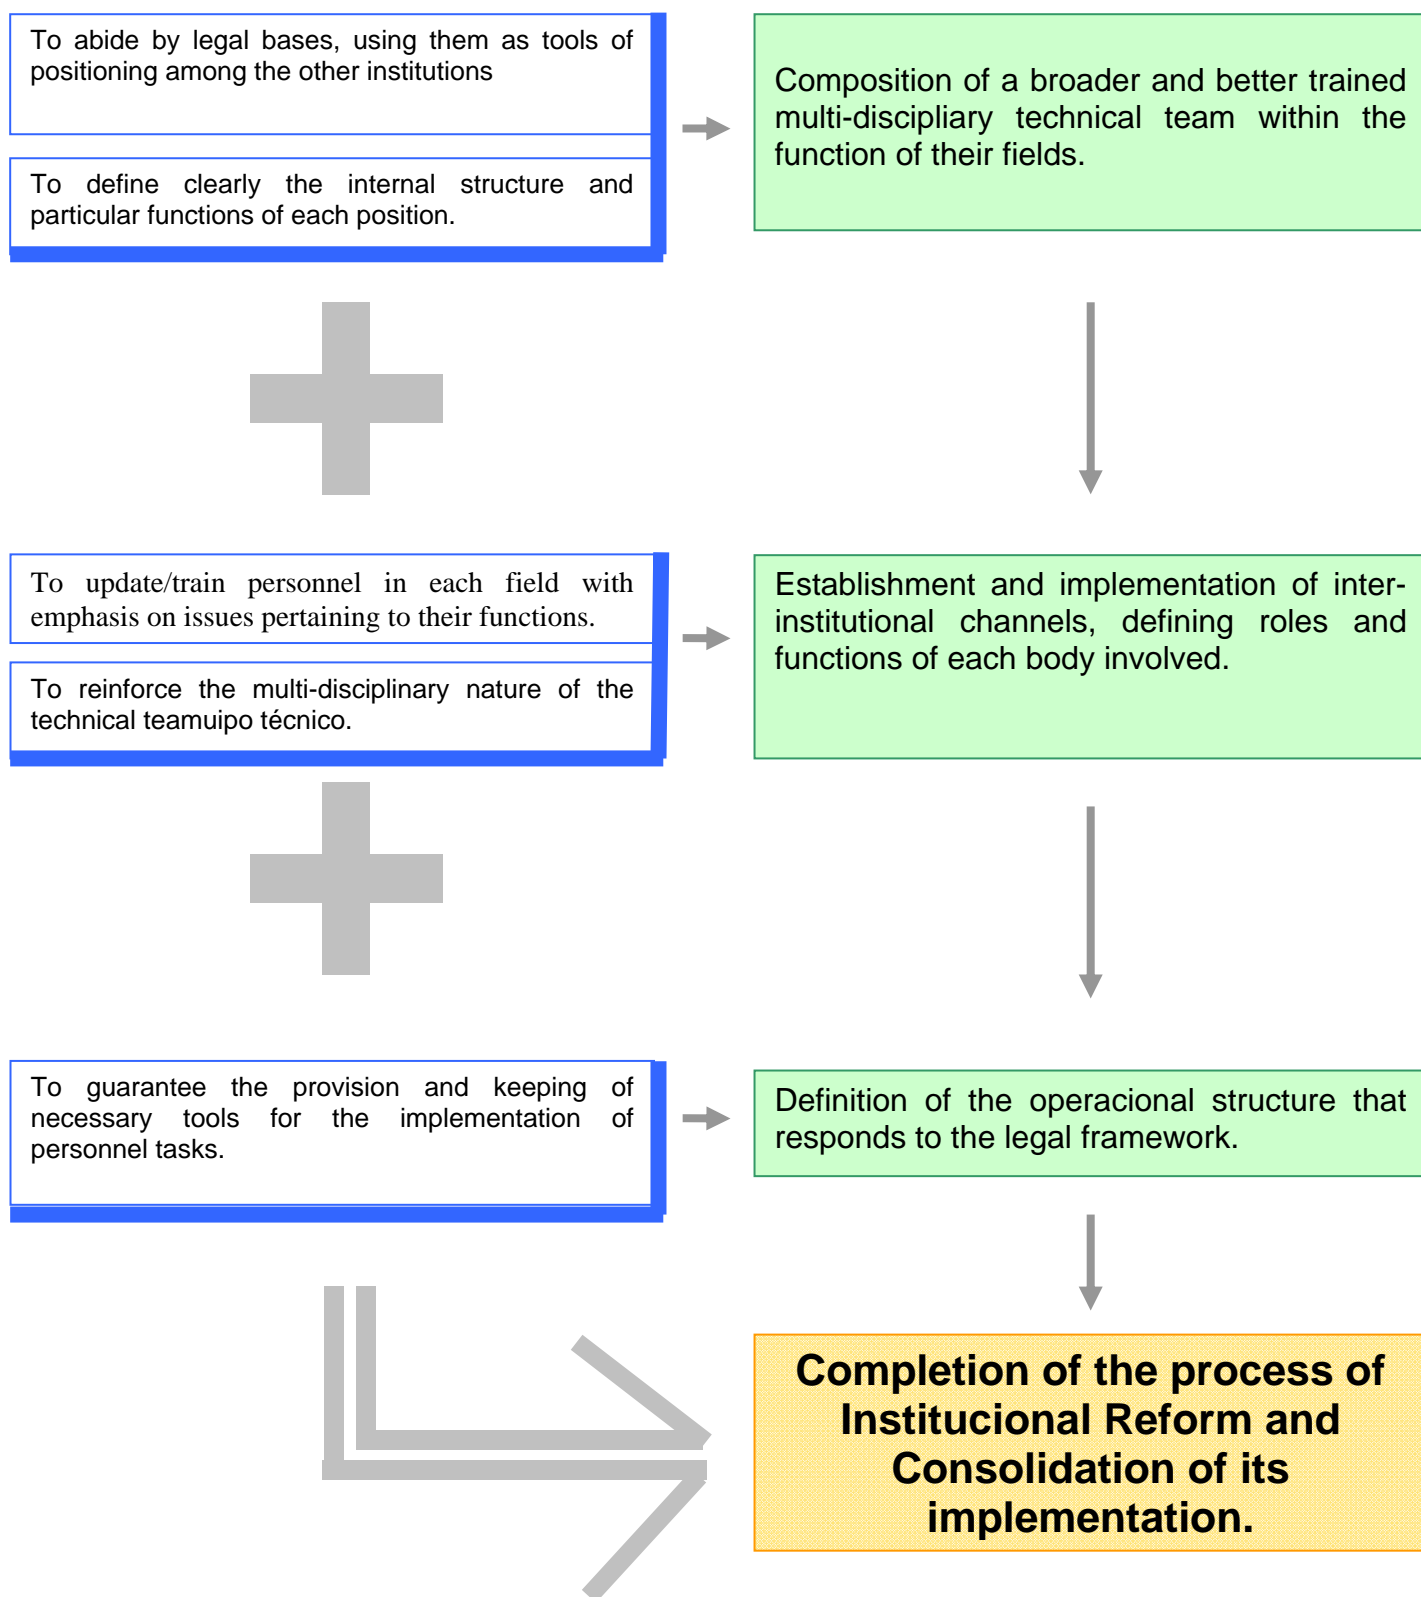 To abide by legal bases, using them as tools of
positioning among the other institutions
To define clearly the internal structure and
particular functions of each position.
Composition of a broader and better trained
multi-discipliary technical team within the
function of their fields.
To update/train personnel in each field with
emphasis on issues pertaining to their functions.
To reinforce the multi-disciplinary nature of the
technical teamuipo técnico.
Establishment and implementation of inter-
institutional channels, defining roles and
functions of each body involved.
To guarantee the provision and keeping of
necessary tools for the implementation of
personnel tasks.
Definition of the operacional structure that
responds to the legal framework.
Completion of the process of
Institucional Reform and
Consolidation of its
implementation.